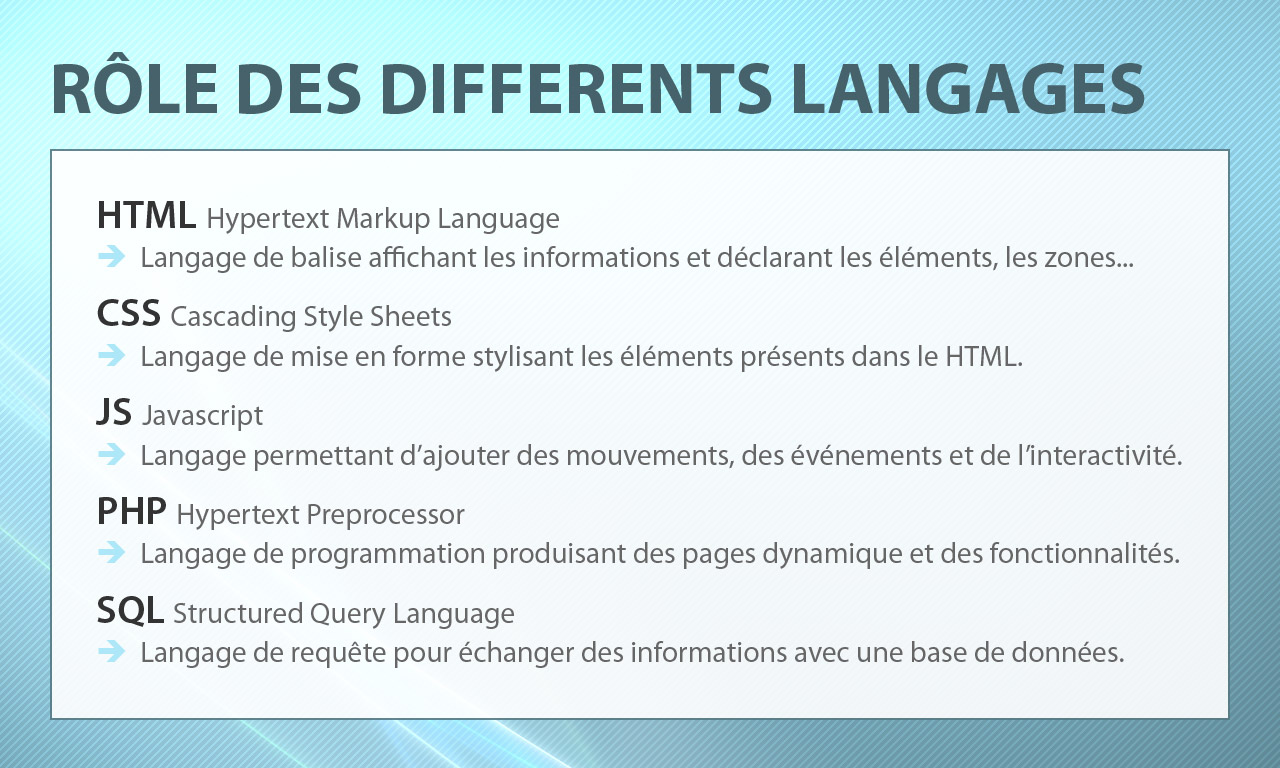 RÔLE DES DIFFERENTS LANGAGES
HTML Hypertext Markup Language
➔ Langage de balise affichant les informations et déclarant les éléments, les zones...
CSS Cascading Style Sheets
➔ Langage de mise en forme stylisant les éléments présents dans le HTML.
JS Javascript
➔ Langage permettant d’ajouter des mouvements, des événements et de l’interactivité.
PHP Hypertext Preprocessor
➔ Langage de programmation produisant des pages dynamique et des fonctionnalités.
SQL Structured Query Language
➔ Langage de requête pour échanger des informations avec une base de données.